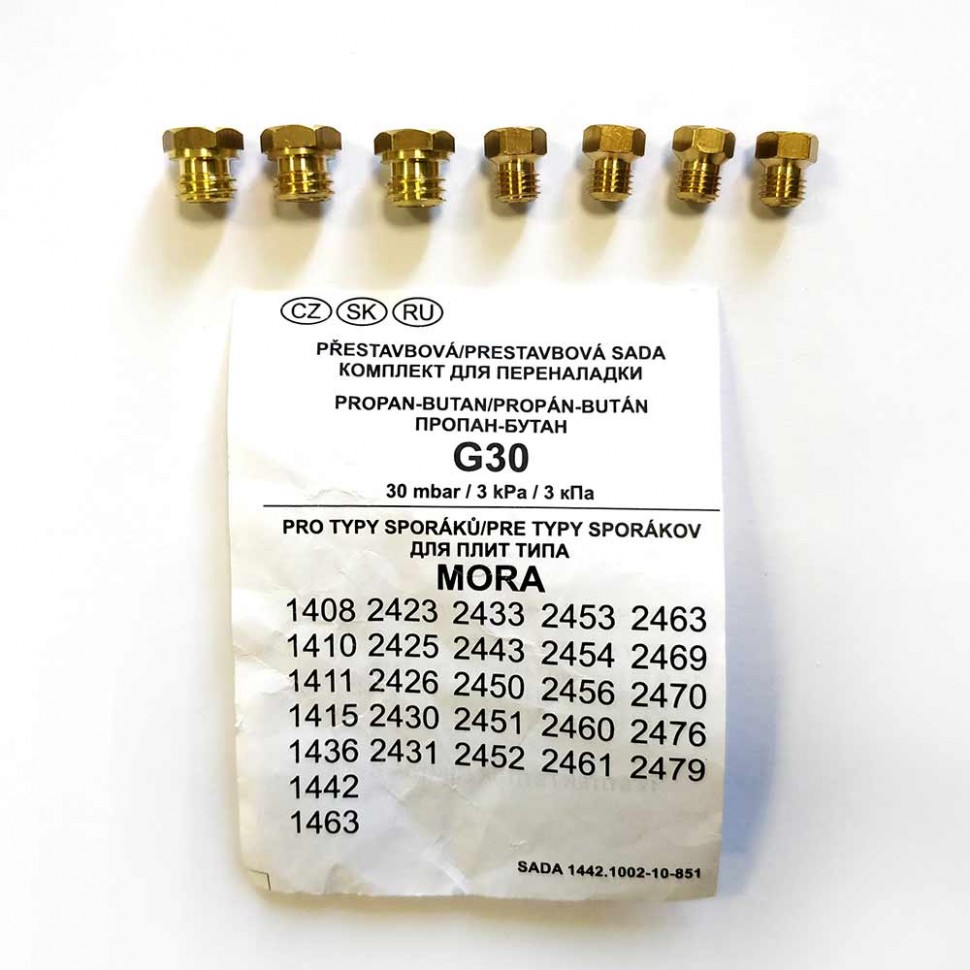 CZ SK RU
PŘESTAVBOVÁ/PRESTAVBOVÁ SADA
КОМПЛЕКТ ДЛЯ ПЕРЕНАЛАДКИ
PROPAN-BUTAN/PROPÁN-BUTÁN
ПРОПАН-БУТАН
G30
30 mbar / 3 kPa / 3 кПа
PRO TYPY SPORÁKŮ/PRE TYPY SPORÁKOV
ДЛЯ ПЛИТ ТИПА
MORA
1408 2423 2433 2453 2463
1410 2425 2443 2454 2469
1411 2426 2450 2456 2470
1415 2430 2451 2460 2476
1436 2431 2452 2461 2479
1442
1463
SADA 1442.1002-10-851